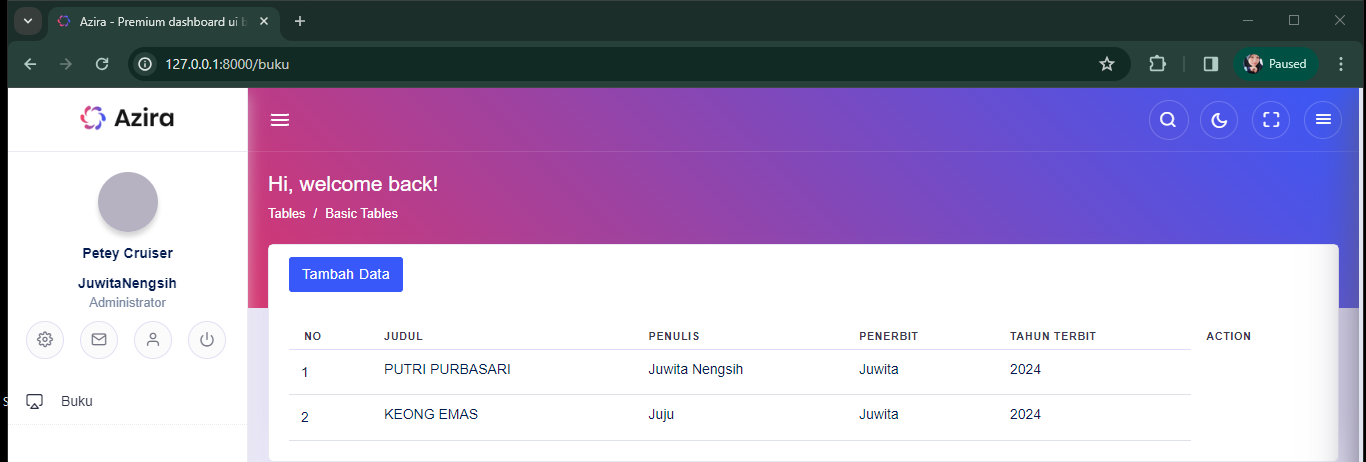 Azira - Premium dashboard ui b
127.0.0.1:8000/buku
Paused
Azira
Hi, welcome back!
Tables / Basic Tables
Petey Cruiser
JuwitaNengsih
Administrator
Buku
Tambah Data
NO JUDUL PENULIS PENERBIT TAHUN TERBIT ACTION
1 PUTRI PURBASARI Juwita Nengsih Juwita 2024
2 KEONG EMAS Juju Juwita 2024